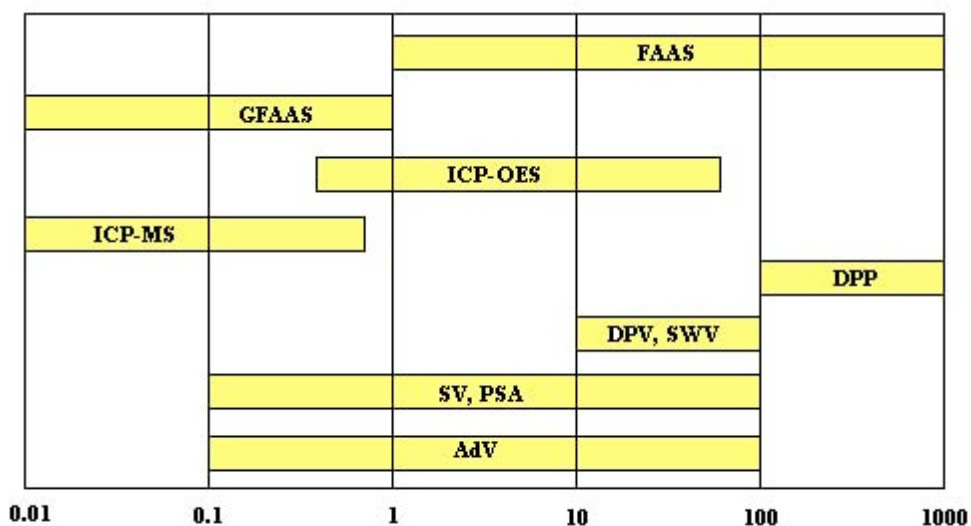 FAAS
GFAAS
ICP-OES
ICP-MS
DPP
DPV, SWV
SV, PSA
AdV
0.01 0.1 1 10 100 1000